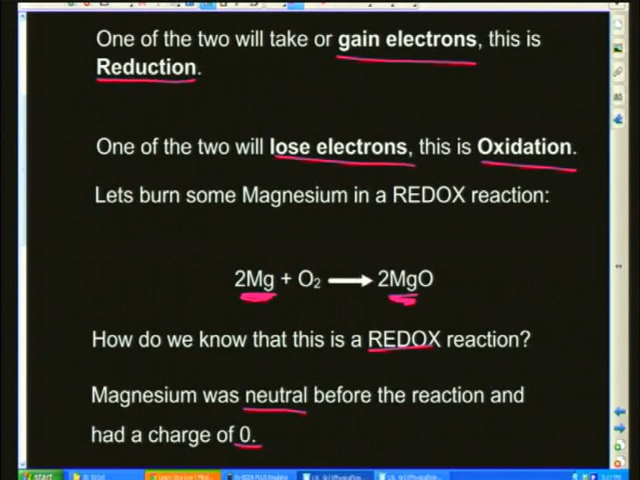 One of the two will take or gain electrons, this is
Reduction.
One of the two will lose electrons, this is Oxidation.
Lets burn some Magnesium in a REDOX reaction:
2Mg + O₂ ⟶ 2MgO
How do we know that this is a REDOX reaction?
Magnesium was neutral before the reaction and
had a charge of 0.
start